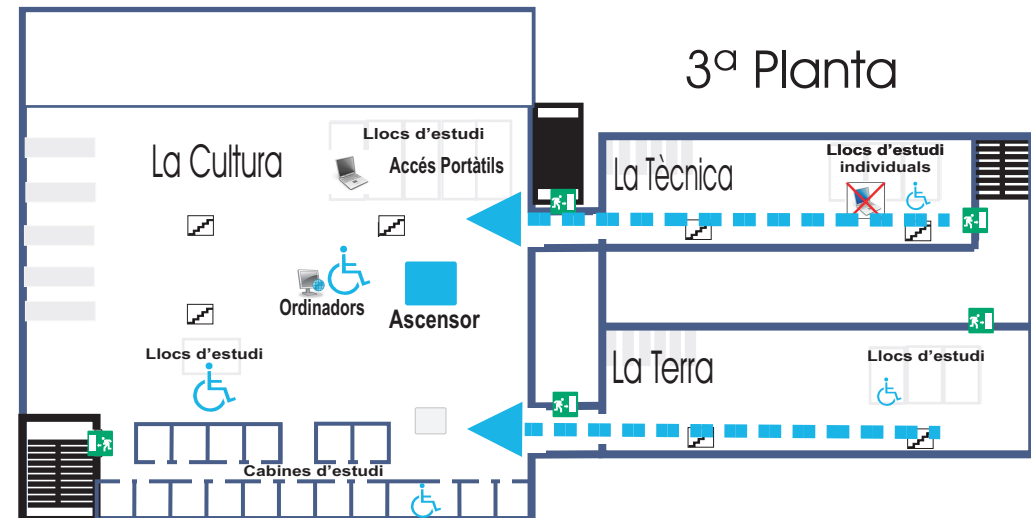 3ª Planta
Llocs d'estudi
Accés Portàtils
La Cultura
La Tècnica
Llocs d'estudi
individuals
Ordinadors
Ascensor
Llocs d'estudi
La Terra
Llocs d'estudi
Cabines d'estudi